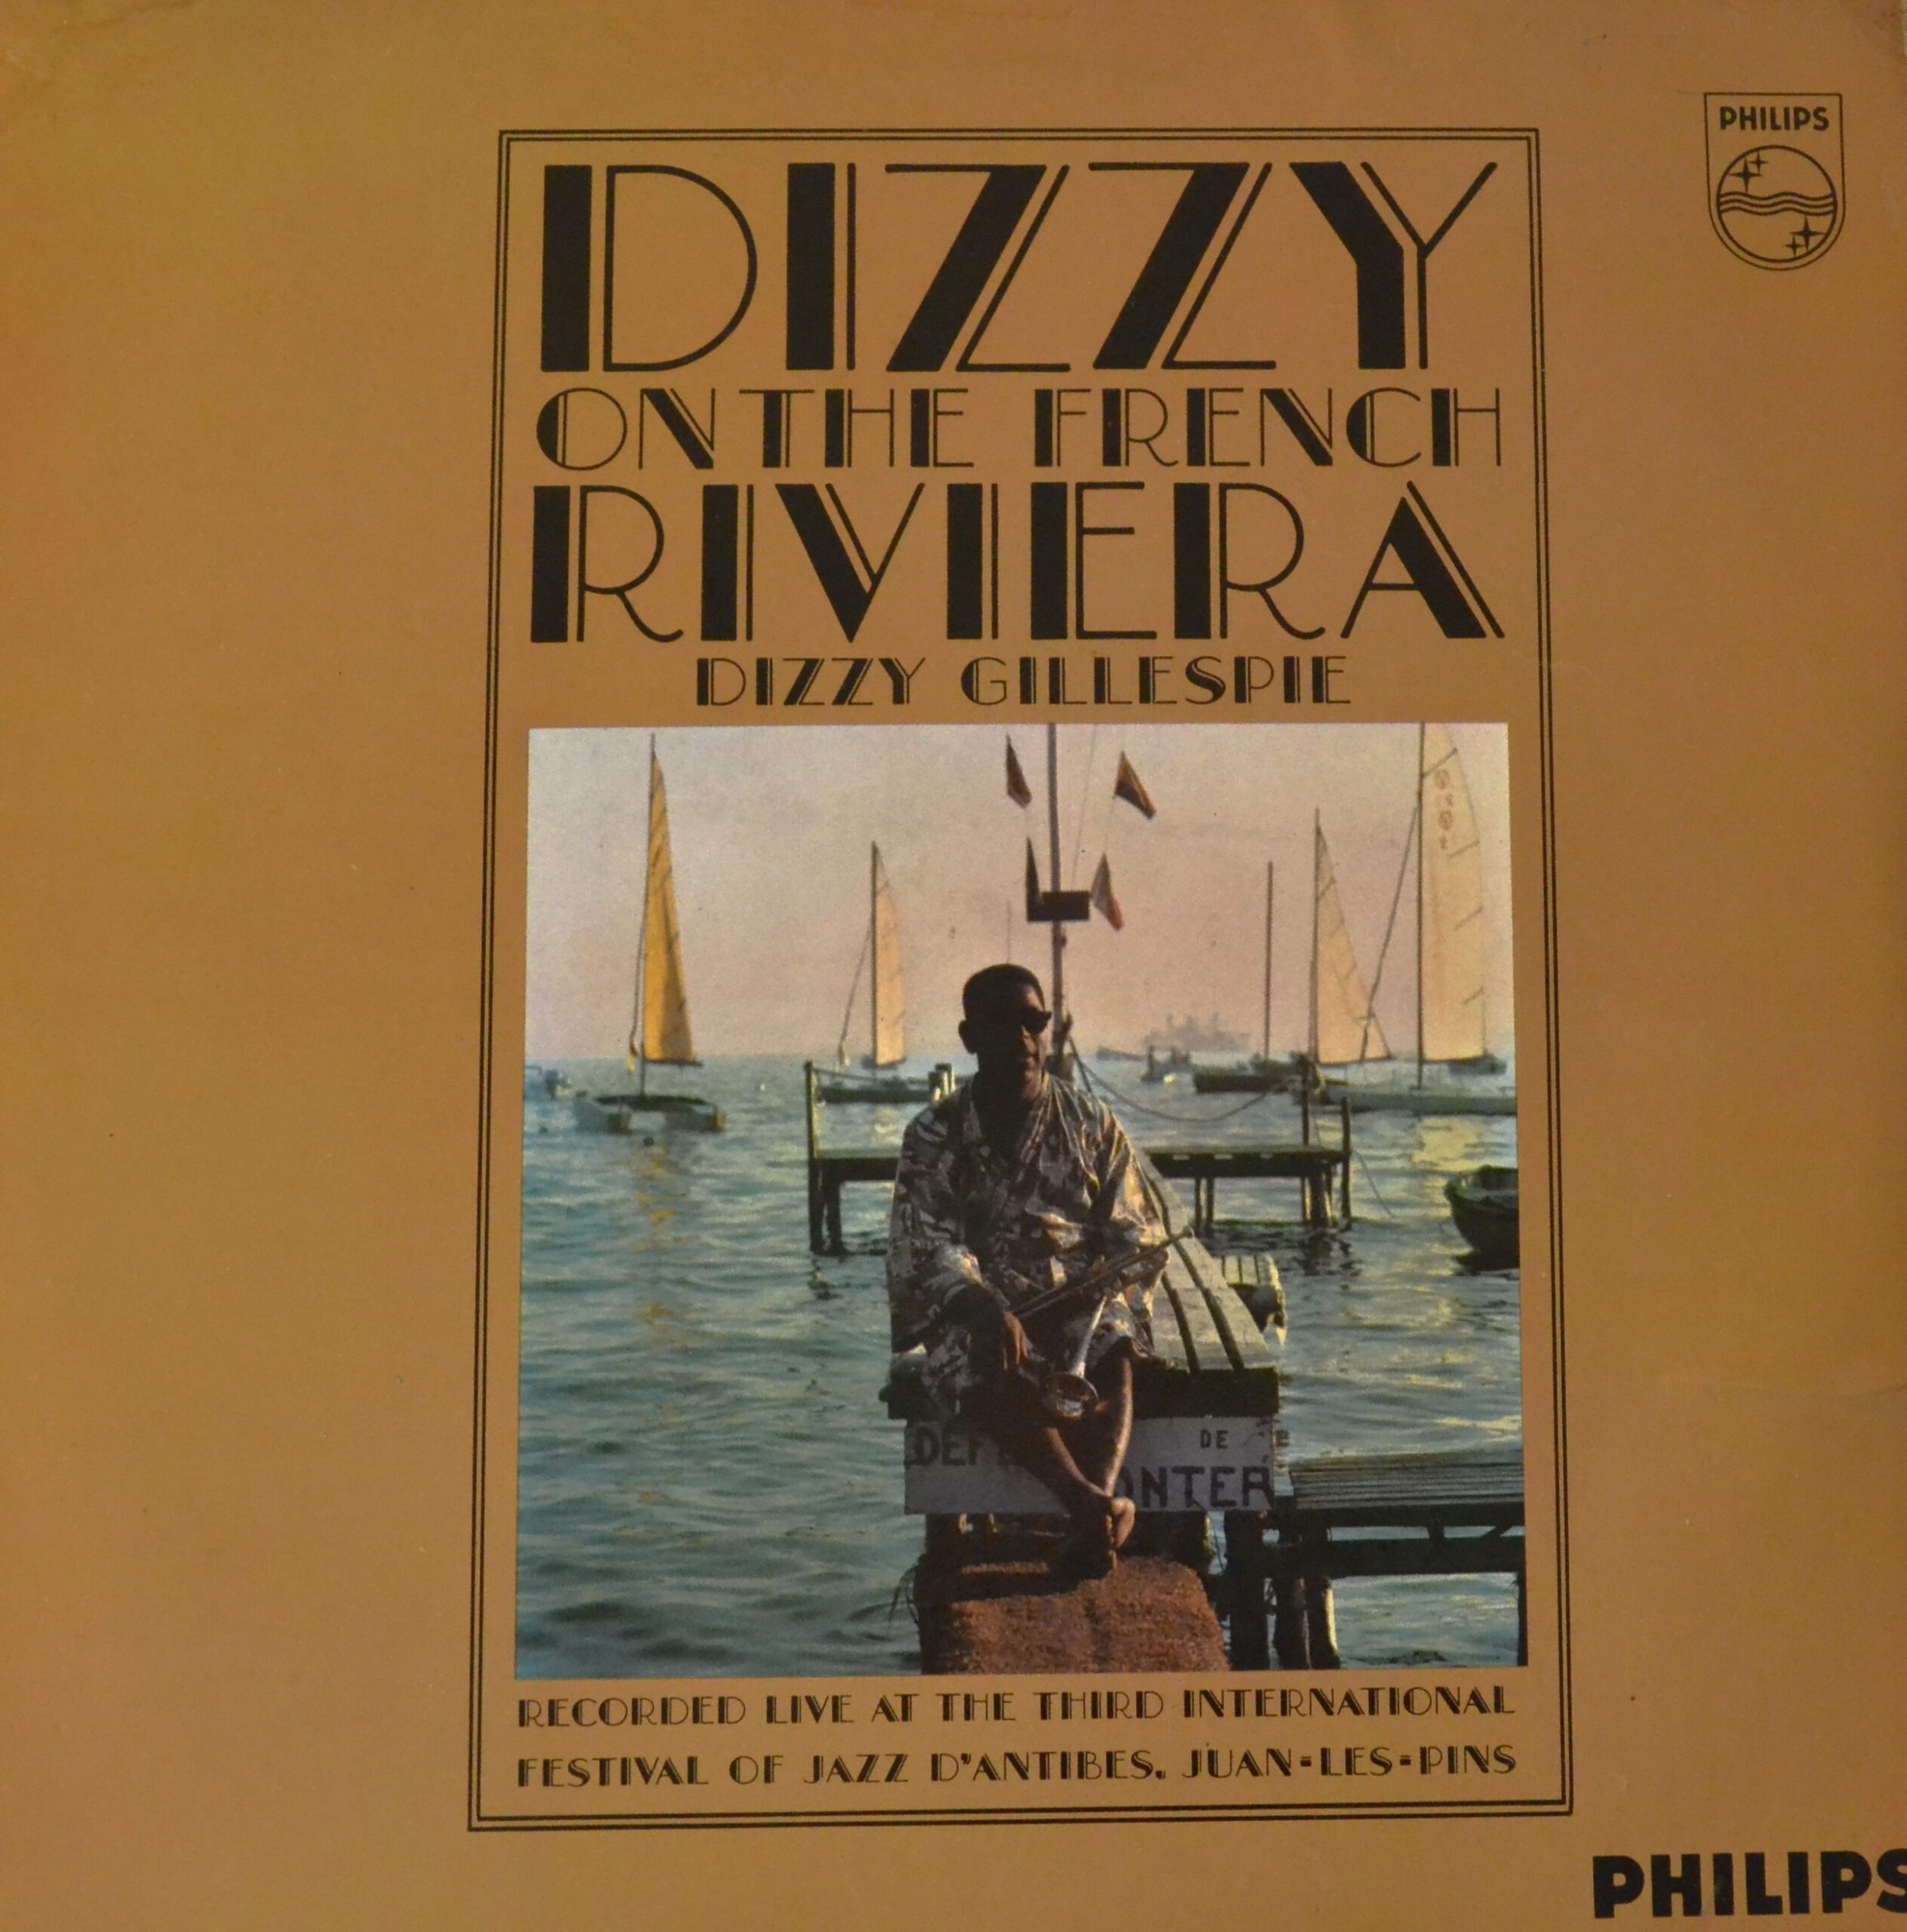 PHILIPS
DIZZY
ON THE FRENCH
RIVIERA
DIZZY GILLESPIE
DE
RECORDED LIVE AT THE THIRD INTERNATIONAL
FESTIVAL OF JAZZ D'ANTIBES. JUAN-LES-PINS
PHILIPS